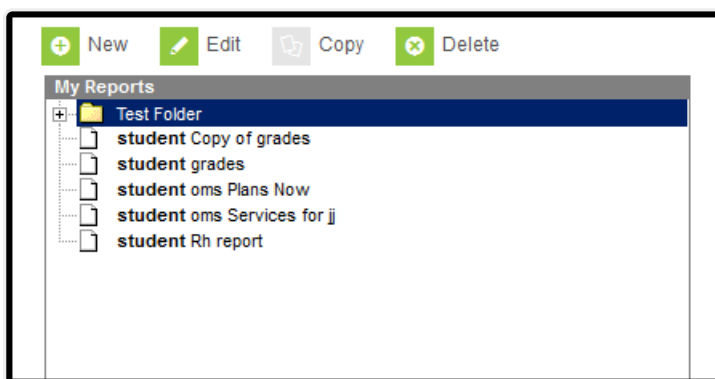 New Edit Copy Delete
My Reports
Test Folder
student Copy of grades
student grades
student oms Plans Now
student oms Services for jj
student Rh report